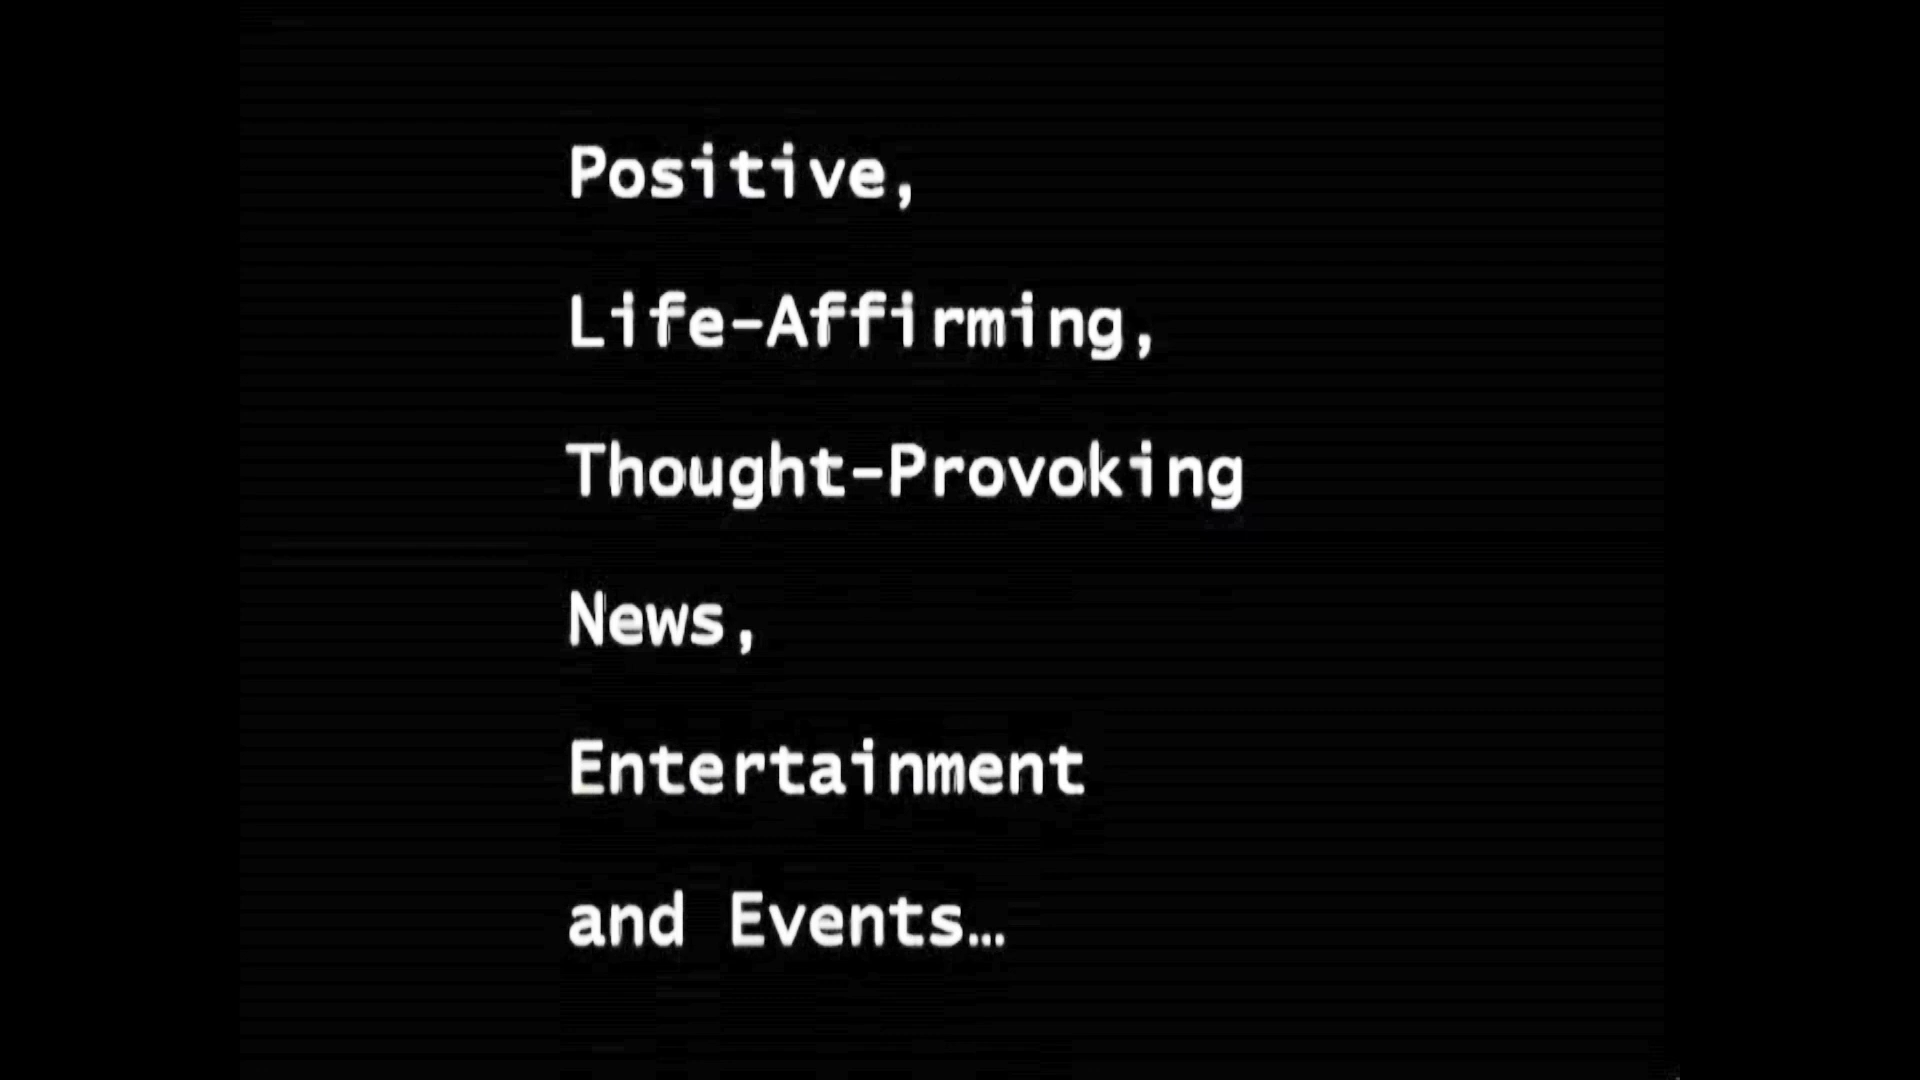 Positive,
Life-Affirming,
Thought-Provoking
News,
Entertainment
and Events…